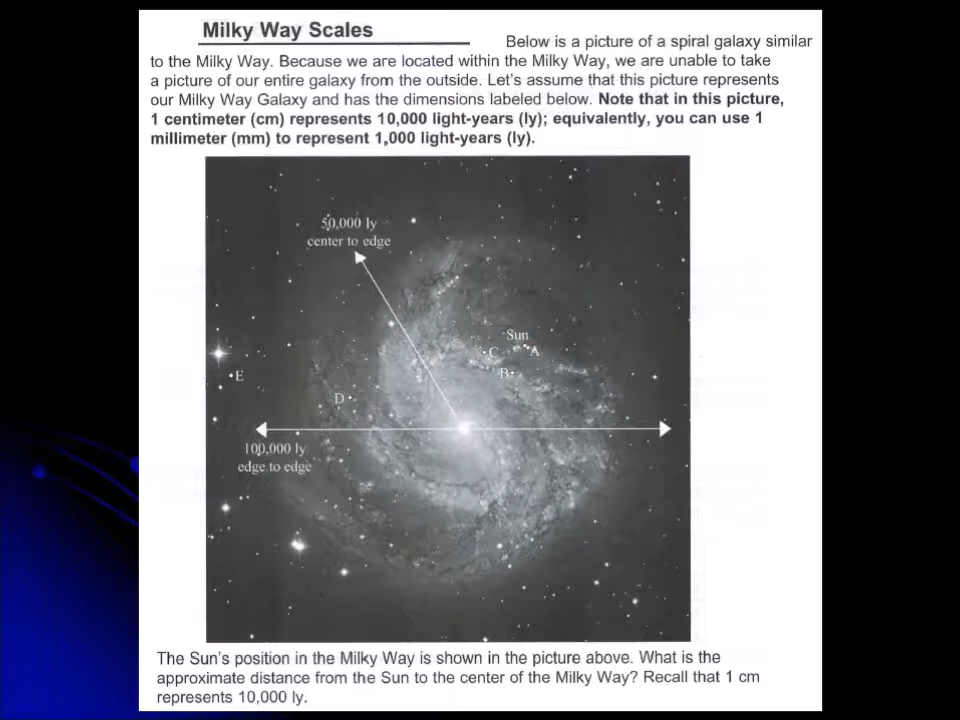 Milky Way Scales
Below is a picture of a spiral galaxy similar
to the Milky Way. Because we are located within the Milky Way, we are unable to take
a picture of our entire galaxy from the outside. Let's assume that this picture represents
our Milky Way Galaxy and has the dimensions labeled below. Note that in this picture,
1 centimeter (cm) represents 10,000 light-years (ly); equivalently, you can use 1
millimeter (mm) to represent 1,000 light-years (ly).
50,000 ly
center to edge
Sun
C
A
B
E
D
100,000 ly
edge to edge
The Sun's position in the Milky Way is shown in the picture above. What is the
approximate distance from the Sun to the center of the Milky Way? Recall that 1 cm
represents 10,000 ly.